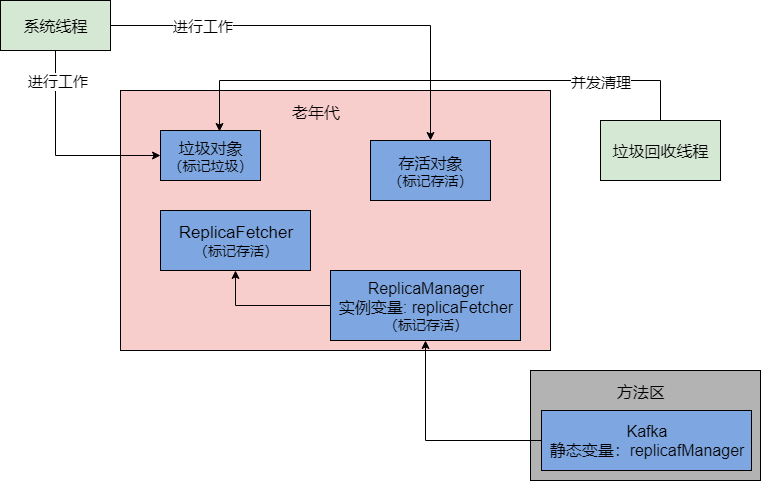 系统线程
进行工作
进行工作
并发清理
老年代
垃圾对象
（标记垃圾）
存活对象
（标记存活）
垃圾回收线程
ReplicaFetcher
（标记存活）
ReplicaManager
实例变量: replicaFetcher
（标记存活）
方法区
Kafka
静态变量：replicafManager